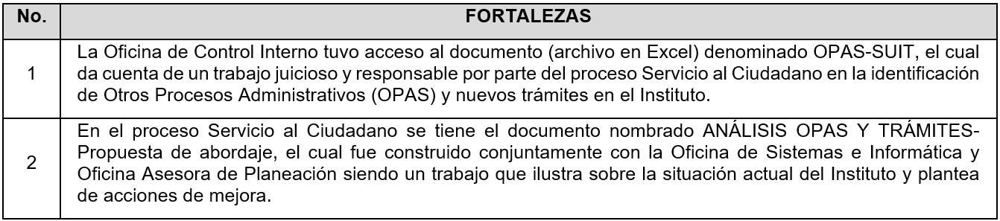 No. FORTALEZAS
1
La Oficina de Control Interno tuvo acceso al documento (archivo en Excel) denominado OPAS-SUIT, el cual
da cuenta de un trabajo juicioso y responsable por parte del proceso Servicio al Ciudadano en la identificación
de Otros Procesos Administrativos (OPAS) y nuevos trámites en el Instituto.
2
En el proceso Servicio al Ciudadano se tiene el documento nombrado ANÁLISIS OPAS Y TRÁMITES-
Propuesta de abordaje, el cual fue construido conjuntamente con la Oficina de Sistemas e Informática y
Oficina Asesora de Planeación siendo un trabajo que ilustra sobre la situación actual del Instituto y plantea
de acciones de mejora.